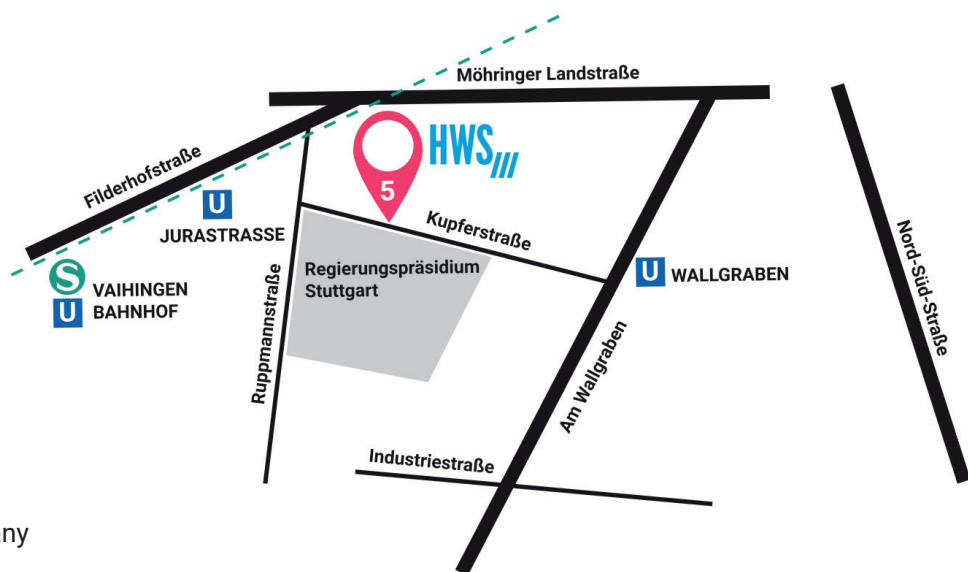 Möhringer Landstraße
HWS
5
Filderhofstraße
U
JURASTRASSE
Kupferstraße
S
VAIHINGEN
U
BAHNHOF
Regierungspräsidium
Stuttgart
U
WALLGRABEN
Nord-Süd-Straße
Ruppmannstraße
Am Wallgraben
Industriestraße
any